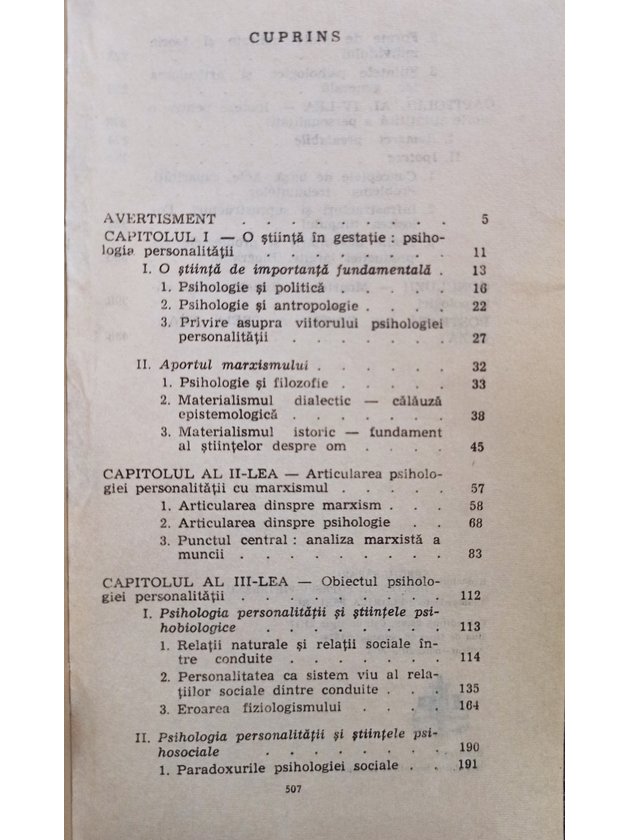 CUPRINS
AVERTISMENT . . . . . . . . . 5
CAPITOLUL I — O știință în gestație : psiho-
logia personalității . . . . . . . 11
I. O știință de importanță fundamentală . 13
1. Psihologie și politică . . . . . 16
2. Psihologie și antropologie . . . . 22
3. Privire asupra viitorului psihologiei
personalității . . . . . . . 27
II. Aportul marxismului . . . . . . 32
1. Psihologie și filozofie . . . . . 33
2. Materialismul dialectic — călăuză
epistemologică . . . . . . . 38
3. Materialismul istoric — fundament
al științelor despre om . . . . 45
CAPITOLUL AL II-LEA — Articularea psiholo-
giei personalității cu marxismul . . . . . 57
1. Articularea dinspre marxism . . . 58
2. Articularea dinspre psihologie . . 68
3. Punctul central : analiza marxistă a
muncii . . . . . . . . . 83
CAPITOLUL AL III-LEA — Obiectul psiholo-
giei personalității . . . . . . . . 112
I. Psihologia personalității și științele psi-
hobiologice . . . . . . . . 113
1. Relații naturale și relații sociale în-
tre conduite . . . . . . . 114
2. Personalitatea ca sistem viu al rela-
țiilor sociale dintre conduite . . . 135
3. Eroarea fiziologismului . . . . 164
II. Psihologia personalității și științele psi-
hosociale . . . . . . . . 190
1. Paradoxurile psihologiei sociale . . 191
507